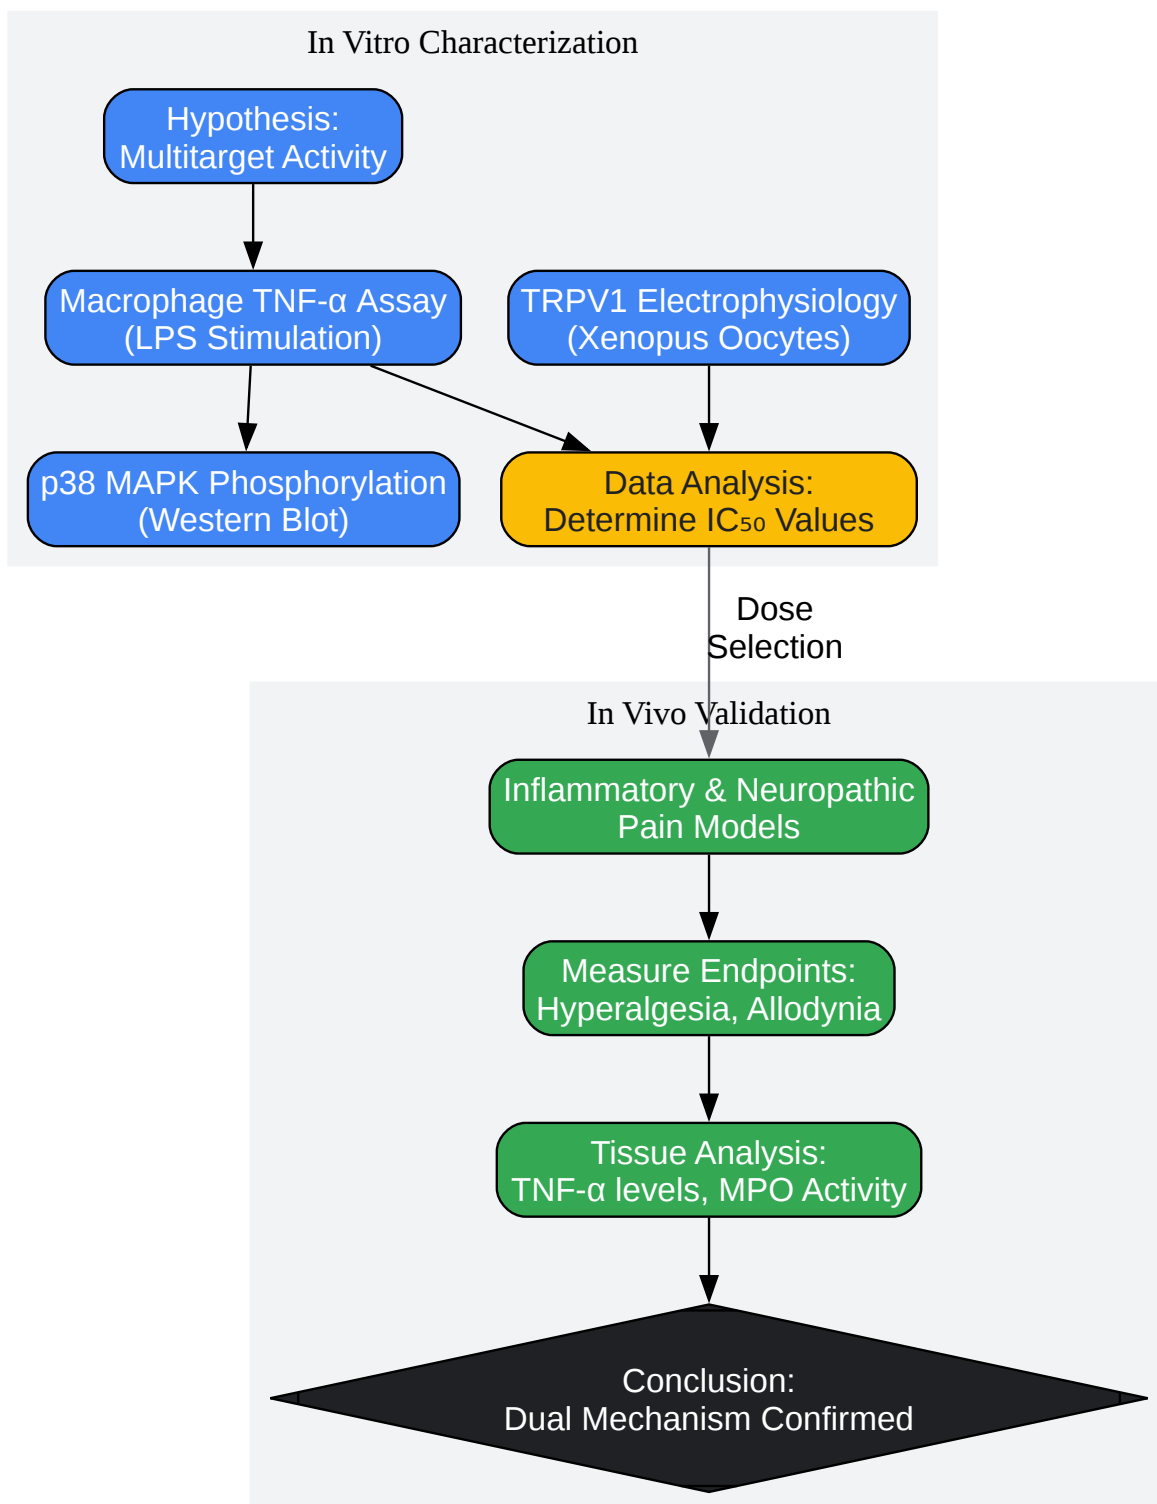 In Vitro Characterization
Hypothesis:
Multitarget Activity
Macrophage TNF-α Assay
(LPS Stimulation)
TRPV1 Electrophysiology
(Xenopus Oocytes)
p38 MAPK Phosphorylation
(Western Blot)
Data Analysis:
Determine IC₅₀ Values
Dose
Selection
In Vivo Validation
Inflammatory & Neuropathic
Pain Models
Measure Endpoints:
Hyperalgesia, Allodynia
Tissue Analysis:
TNF-α levels, MPO Activity
Conclusion:
Dual Mechanism Confirmed